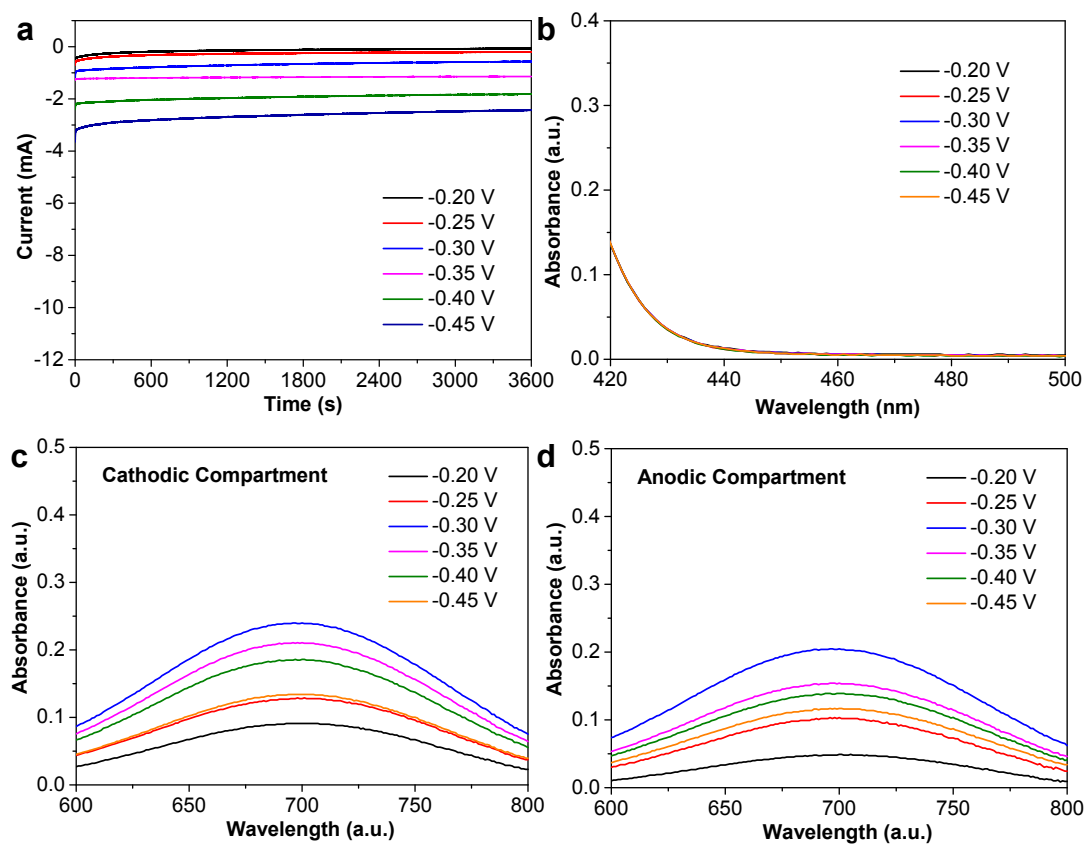 a
Current (mA)
0
-2
-4
-6
-8
-10
-12
-0.20 V
-0.25 V
-0.30 V
-0.35 V
-0.40 V
-0.45 V
0 600 1200 1800 2400 3000 3600
Time (s)
b
Absorbance (a.u.)
0.4
0.3
0.2
0.1
0.0
-0.20 V
-0.25 V
-0.30 V
-0.35 V
-0.40 V
-0.45 V
420 440 460 480 500
Wavelength (nm)
c
Cathodic Compartment
Absorbance (a.u.)
0.5
0.4
0.3
0.2
0.1
0.0
-0.20 V
-0.25 V
-0.30 V
-0.35 V
-0.40 V
-0.45 V
600 650 700 750 800
Wavelength (a.u.)
d
Anodic Compartment
Absorbance (a.u.)
0.5
0.4
0.3
0.2
0.1
0.0
-0.20 V
-0.25 V
-0.30 V
-0.35 V
-0.40 V
-0.45 V
600 650 700 750 800
Wavelength (a.u.)